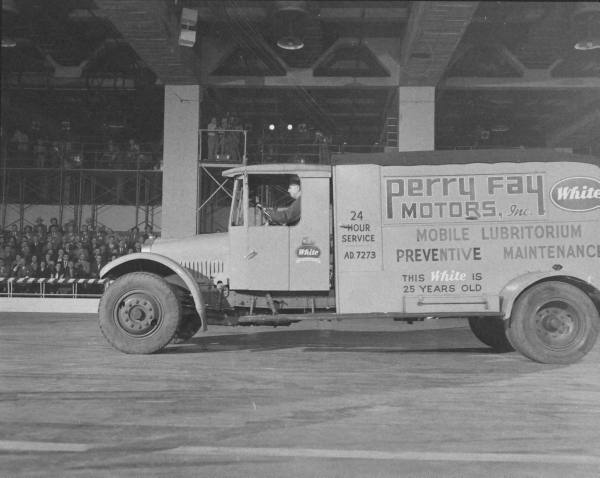 Perry Fay
MOTORS, Inc.
White
MOBILE LUBRITORIUM
PREVENTIVE MAINTENANCE
THIS White IS
25 YEARS OLD
24
HOUR
SERVICE
AD. 7273
White